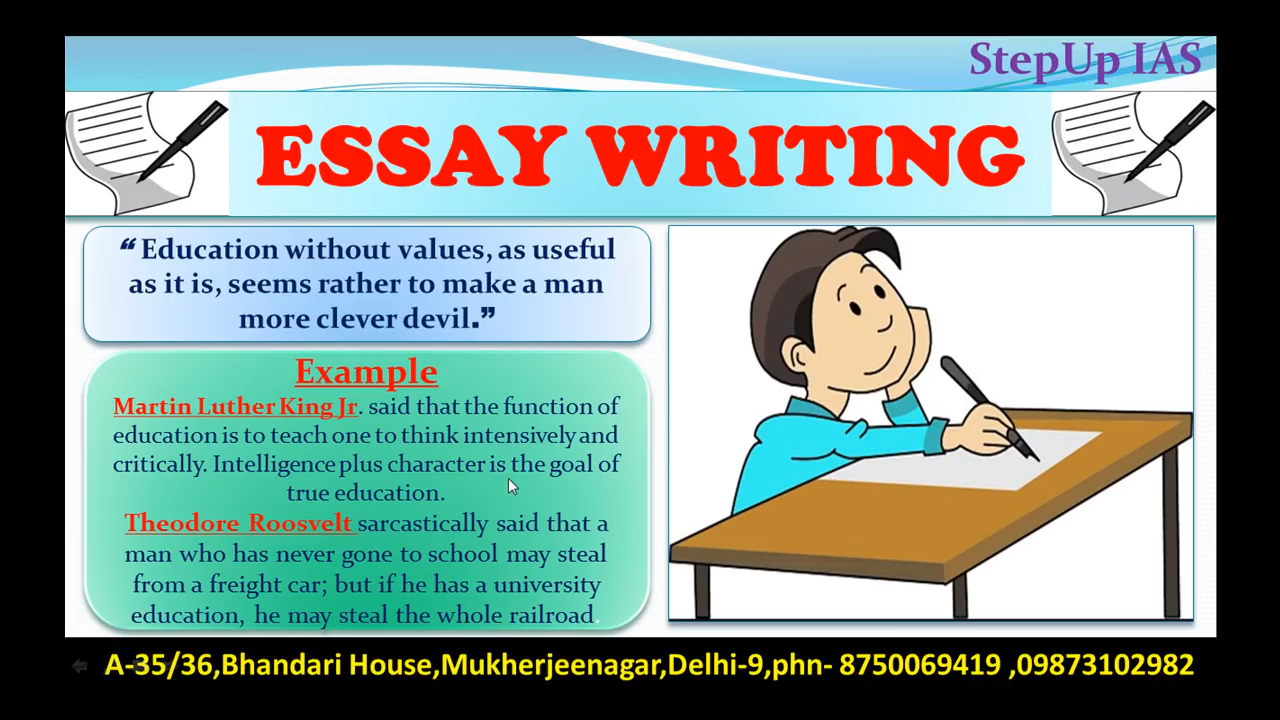 StepUp IAS
ESSAY WRITING
“ Education without values, as useful
as it is, seems rather to make a man
more clever devil.”
Example
Martin Luther King Jr. said that the function of
education is to teach one to think intensively and
critically. Intelligence plus character is the goal of
true education.
Theodore Roosvelt sarcastically said that a
man who has never gone to school may steal
from a freight car; but if he has a university
education, he may steal the whole railroad.
A-35/36,Bhandari House,Mukherjeenagar,Delhi-9,phn- 8750069419 ,09873102982